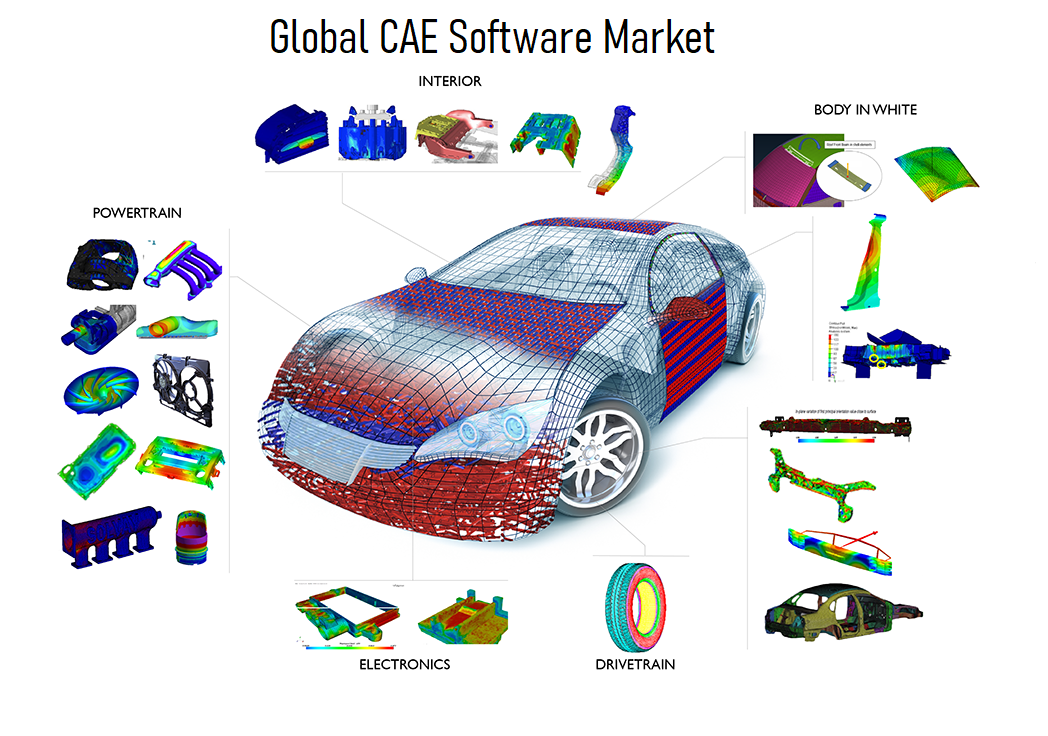 Global CAE Software Market
INTERIOR
BODY IN WHITE
POWERTRAIN
ELECTRONICS
DRIVETRAIN